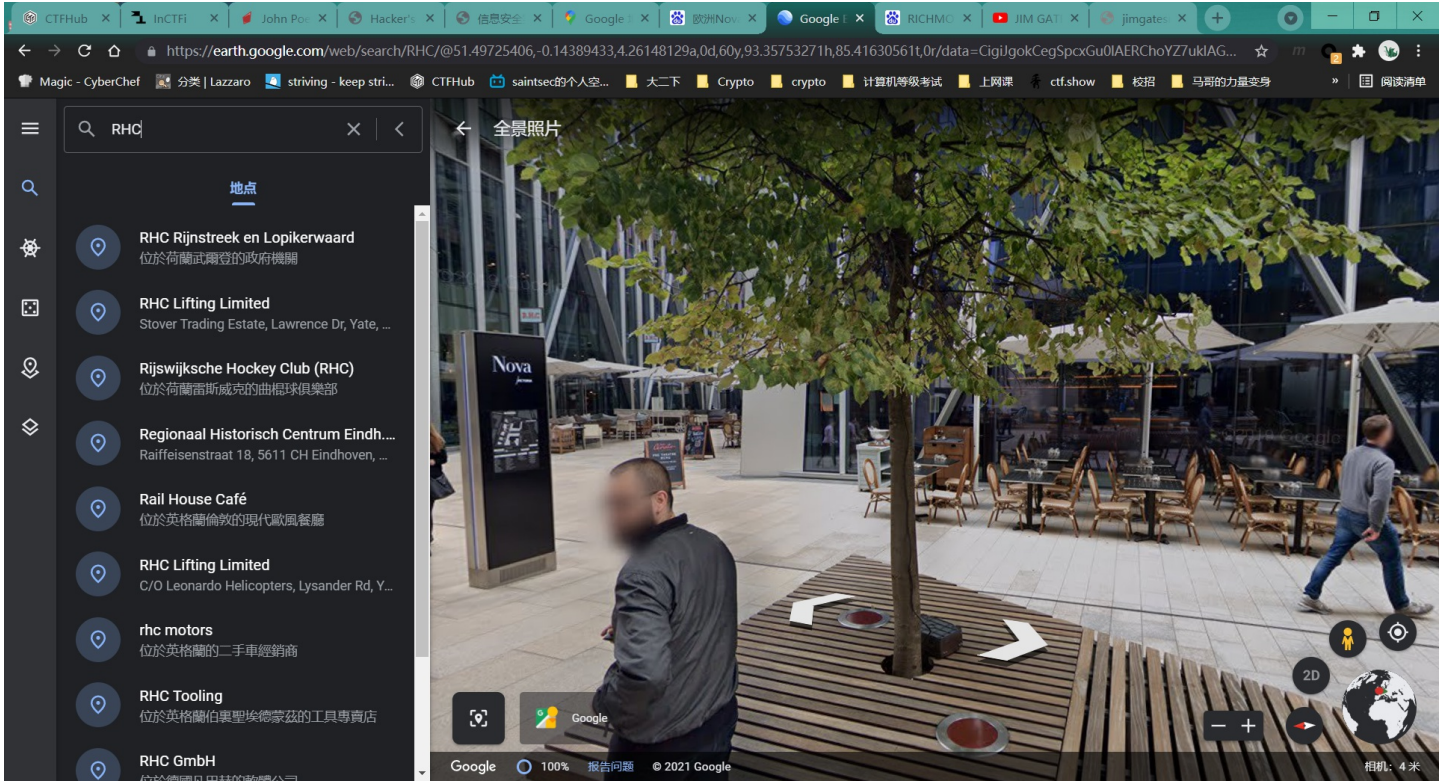 CTFHub
InCTFi
John Po
Hacker's
信息安全
Google
欧洲Nov
Google E
RICHMO
JIM GATE
jimgates
https://earth.google.com/web/search/RHC/@51.49725406,-0.14389433,4.26148129a,0d,60y,93.35753271h,85.41630561t,0r/data=CigiJgokCegSpcxGu0lAERChoYZ7uklAG...
Magic - CyberChef
分类 | Lazzaro
striving - keep stri...
CTFHub
saintsec的个人空...
大二下
Crypto
crypto
计算机等级考试
上网课
ctf.show
校招
马哥的力量变身
»
阅读清单
RHC
地点
RHC Rijnstreek en Lopikerwaard
位於荷蘭武爾登的政府機關
RHC Lifting Limited
Stover Trading Estate, Lawrence Dr, Yate, ...
Rijswijksche Hockey Club (RHC)
位於荷蘭雷斯威克的曲棍球俱樂部
Regionaal Historisch Centrum Eindh....
Raiffeisenstraat 18, 5611 CH Eindhoven, ...
Rail House Café
位於英格蘭倫敦的現代歐風餐廳
RHC Lifting Limited
C/O Leonardo Helicopters, Lysander Rd, Y...
rhc motors
位於英格蘭的二手車經銷商
RHC Tooling
位於英格蘭伯裏聖埃德蒙茲的工具專賣店
RHC GmbH
全景照片
R.H.C
Nova
Google
2D
Google
100%
报告问题
© 2021 Google
相机：4 米